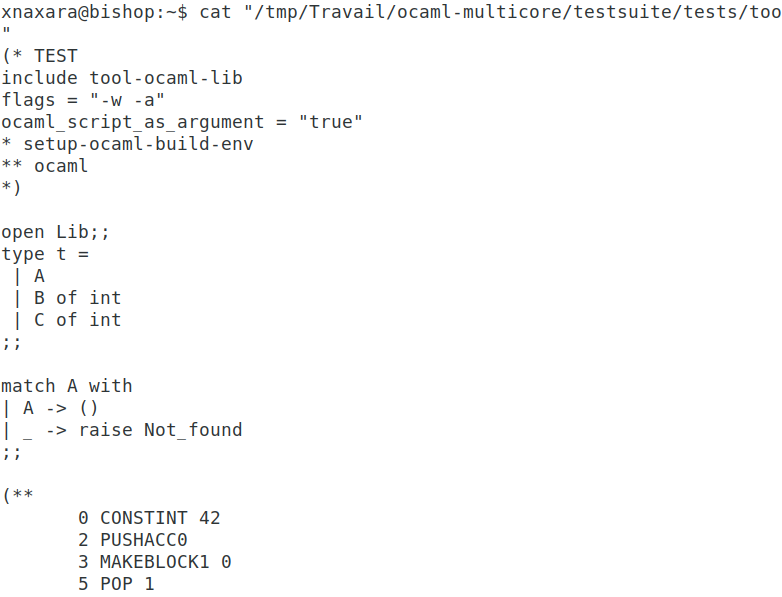 xnaxara@bishop:~$ cat "/tmp/Travail/ocaml-multicore/testsuite/tests/too
"
(* TEST
include tool-ocaml-lib
flags = "-w -a"
ocaml_script_as_argument = "true"
* setup-ocaml-build-env
** ocaml
*)

open Lib;;
type t =
 | A
 | B of int
 | C of int
;;

match A with
| A -> ()
| _ -> raise Not_found
;;

(**
       0 CONSTINT 42
       2 PUSHACC0
       3 MAKEBLOCK1 0
       5 POP 1